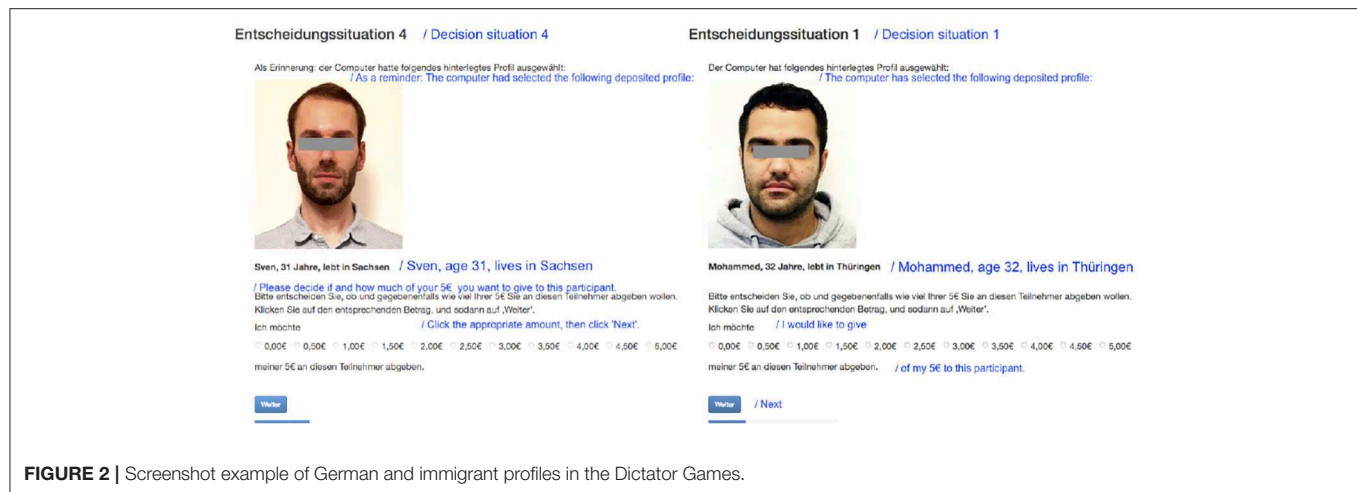 Entscheidungssituation 4 / Decision situation 4
Als Erinnerung: der Computer hatte folgendes hinterlegtes Profil ausgewählt:
/ As a reminder: The computer had selected the following deposited profile:
Sven, 31 Jahre, lebt in Sachsen / Sven, age 31, lives in Sachsen
/ Please decide if and how much of your 5€ you want to give to this participant.
Bitte entscheiden Sie, ob und gegebenenfalls wie viel Ihrer 5€ Sie an diesen Teilnehmer abgeben wollen.
Klicken Sie auf den entsprechenden Betrag, und sodann auf ‚Weiter'.
/ Click the appropriate amount, then click 'Next'.
Ich möchte
0,00€ 0,50€ 1,00€ 1,50€ 2,00€ 2,50€ 3,00€ 3,50€ 4,00€ 4,50€ 5,00€
meiner 5€ an diesen Teilnehmer abgeben.
Weiter
Entscheidungssituation 1 / Decision situation 1
Der Computer hat folgendes hinterlegtes Profil ausgewählt:
/ The computer has selected the following deposited profile:
Mohammed, 32 Jahre, lebt in Thüringen / Mohammed, age 32, lives in Thüringen
Bitte entscheiden Sie, ob und gegebenenfalls wie viel Ihrer 5€ Sie an diesen Teilnehmer abgeben wollen.
Klicken Sie auf den entsprechenden Betrag, und sodann auf ‚Weiter'.
Ich möchte / I would like to give
0,00€ 0,50€ 1,00€ 1,50€ 2,00€ 2,50€ 3,00€ 3,50€ 4,00€ 4,50€ 5,00€
meiner 5€ an diesen Teilnehmer abgeben. / of my 5€ to this participant.
Weiter / Next
FIGURE 2 | Screenshot example of German and immigrant profiles in the Dictator Games.